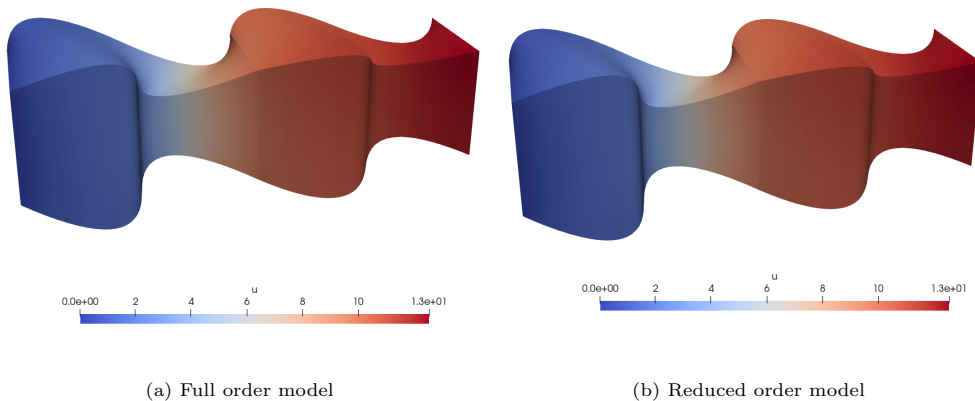 u
0.0e+00 2 4 6 8 10 1.3e+01
u
0.0e+00 2 4 6 8 10 1.3e+01
(a) Full order model
(b) Reduced order model